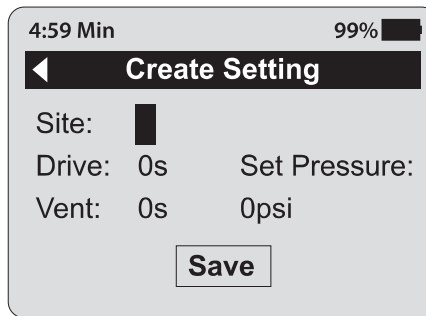 4:59 Min 99%
Create Setting
Site:
Drive: 0s Set Pressure:
Vent: 0s 0psi
Save